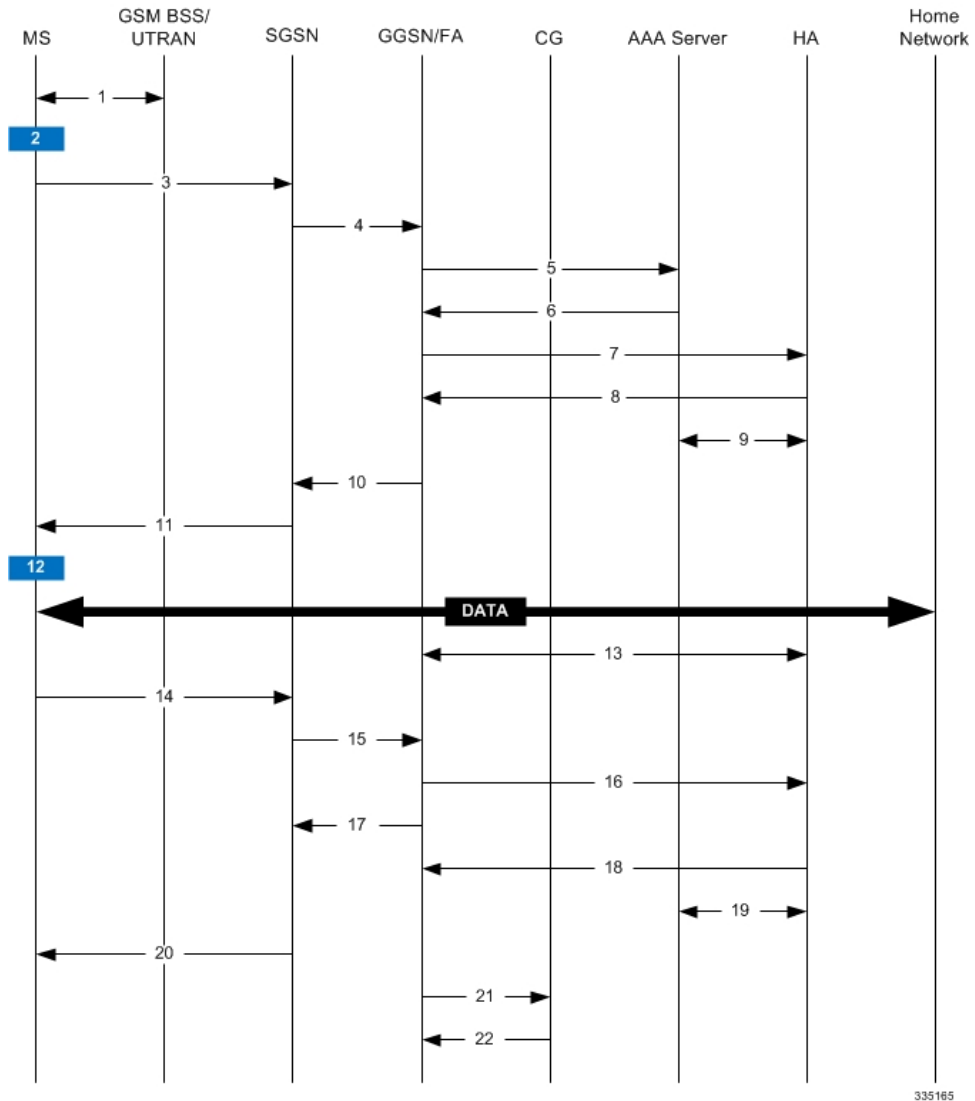 GSM BSS/
UTRAN
MS
SGSN
GGSN/FA
CG
AAA Server
HA
Home
Network
1
2
3
4
5
6
7
8
9
10
11
12
DATA
13
14
15
16
17
18
19
20
21
22
335165